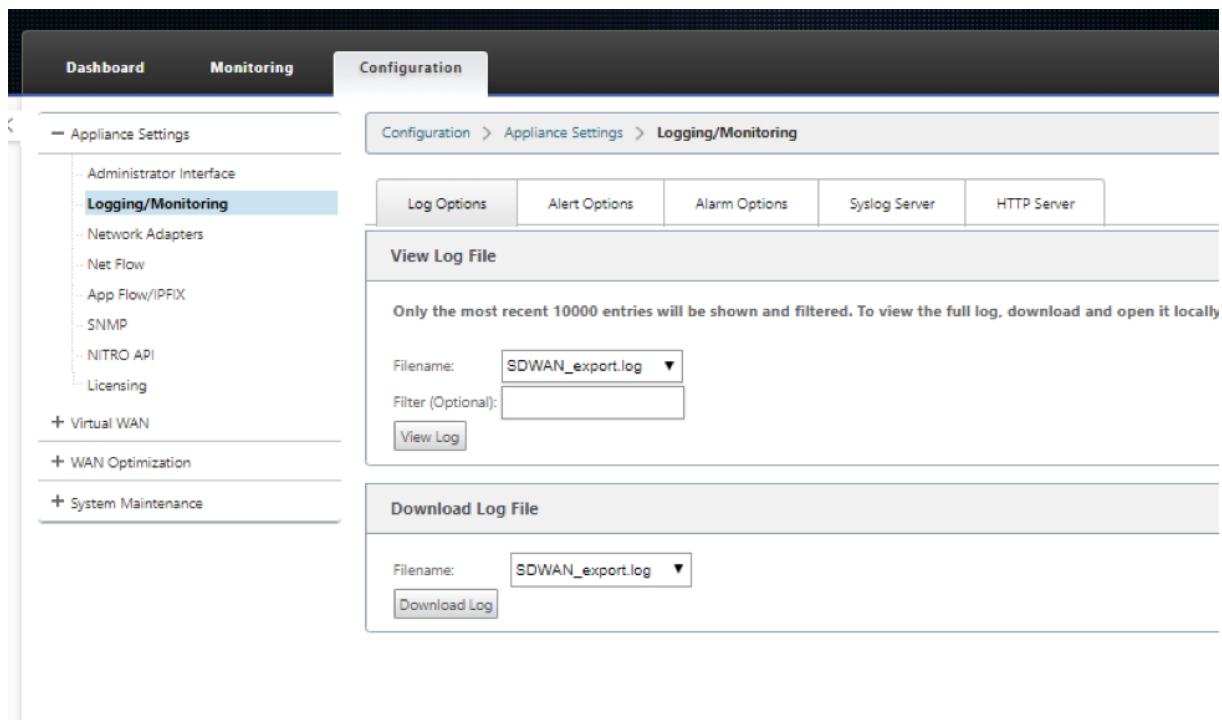 Dashboard Monitoring Configuration
− Appliance Settings
Administrator Interface
Logging/Monitoring
Network Adapters
Net Flow
App Flow/IPFIX
SNMP
NITRO API
Licensing
+ Virtual WAN
+ WAN Optimization
+ System Maintenance
Configuration > Appliance Settings > Logging/Monitoring
Log Options Alert Options Alarm Options Syslog Server HTTP Server
View Log File
Only the most recent 10000 entries will be shown and filtered. To view the full log, download and open it locally
Filename: SDWAN_export.log
Filter (Optional):
View Log
Download Log File
Filename: SDWAN_export.log
Download Log